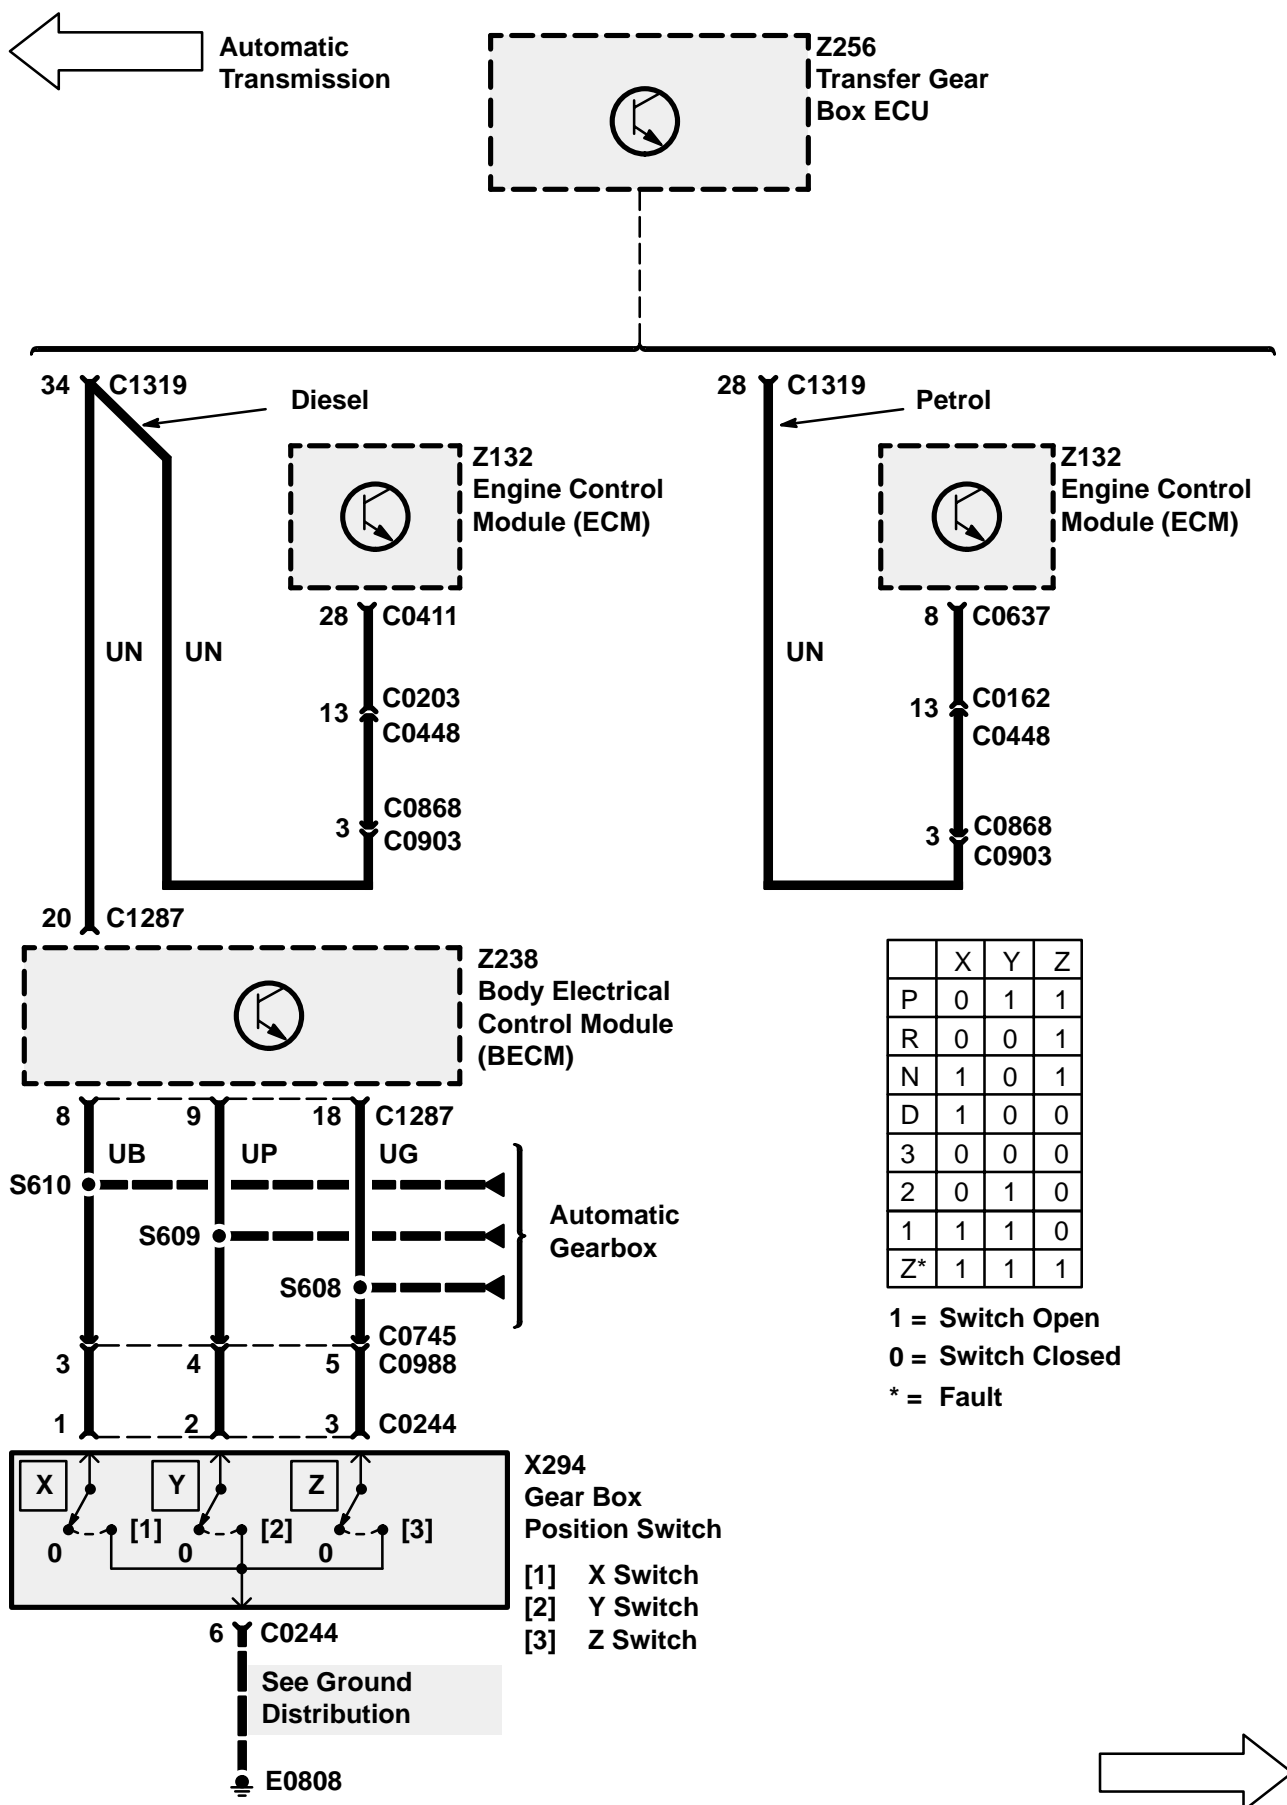 Automatic
Transmission
Z256
Transfer Gear
Box ECU
34 C1319
Diesel
28 C1319
Petrol
Z132
Engine Control
Module (ECM)
Z132
Engine Control
Module (ECM)
28 C0411
8 C0637
UN UN
UN
13 C0203
C0448
13 C0162
C0448
3 C0868
C0903
3 C0868
C0903
20 C1287
Z238
Body Electrical
Control Module
(BECM)
X Y Z
P 0 1 1
R 0 0 1
N 1 0 1
D 1 0 0
3 0 0 0
2 0 1 0
1 1 1 0
Z* 1 1 1
1 = Switch Open
0 = Switch Closed
* = Fault
8 9 18 C1287
UB UP UG
S610
S609
S608
Automatic
Gearbox
C0745
3 4 5 C0988
1 2 3 C0244
X Y Z
[1] [2] [3]
0 0 0
X294
Gear Box
Position Switch
[1] X Switch
[2] Y Switch
[3] Z Switch
6 C0244
See Ground
Distribution
E0808